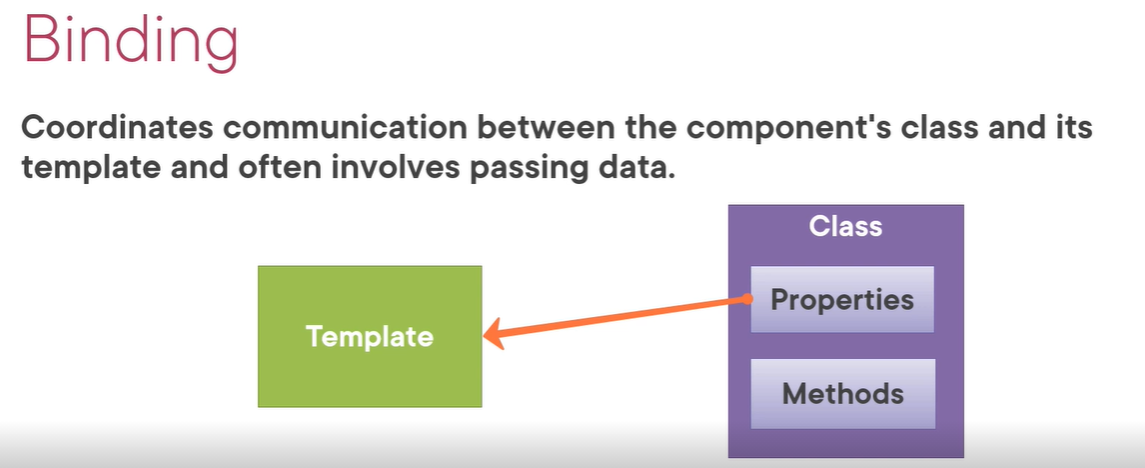 Binding
Coordinates communication between the component's class and its
template and often involves passing data.
Class
Properties
Template
Methods